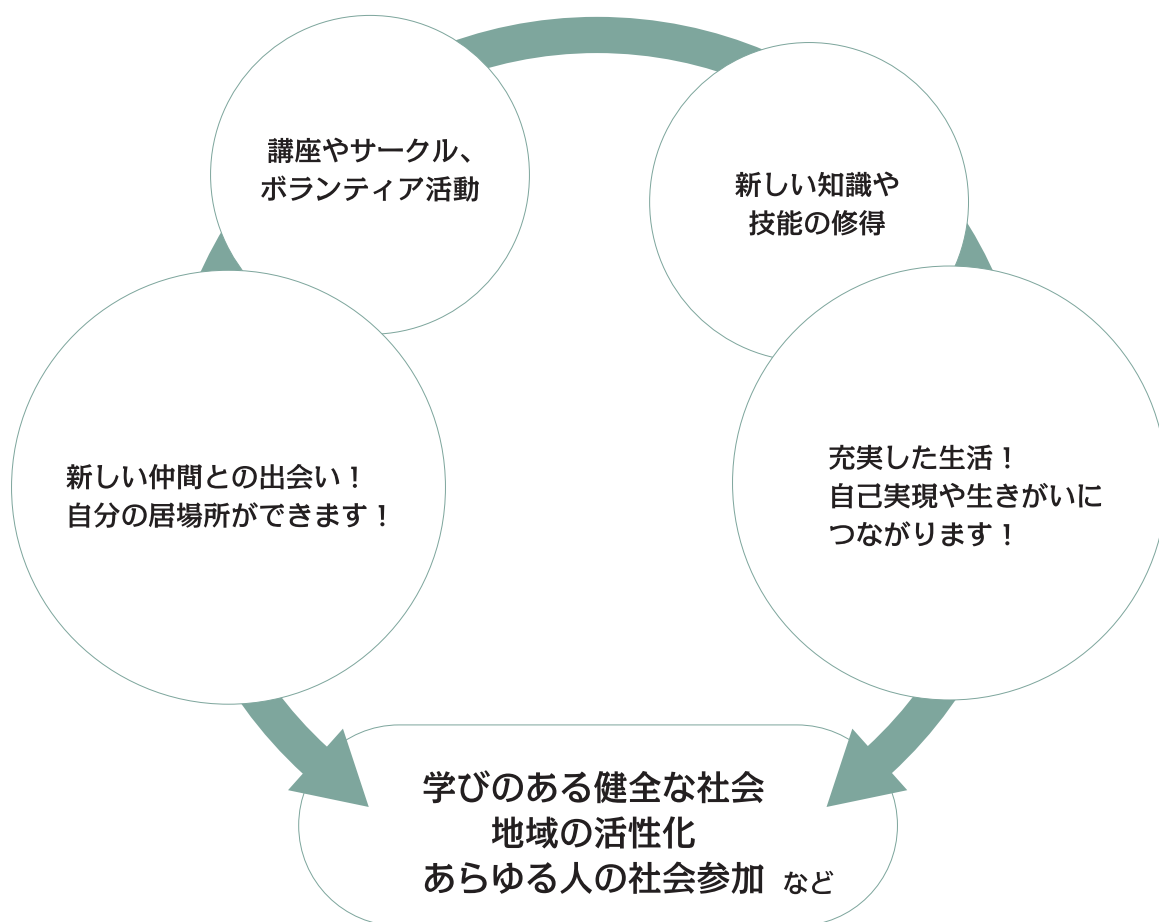 講座やサークル、
ボランティア活動
新しい知識や
技能の修得
新しい仲間との出会い！
自分の居場所ができます！
充実した生活！
自己実現や生きがいに
つながります！
学びのある健全な社会
地域の活性化
あらゆる人の社会参加 など